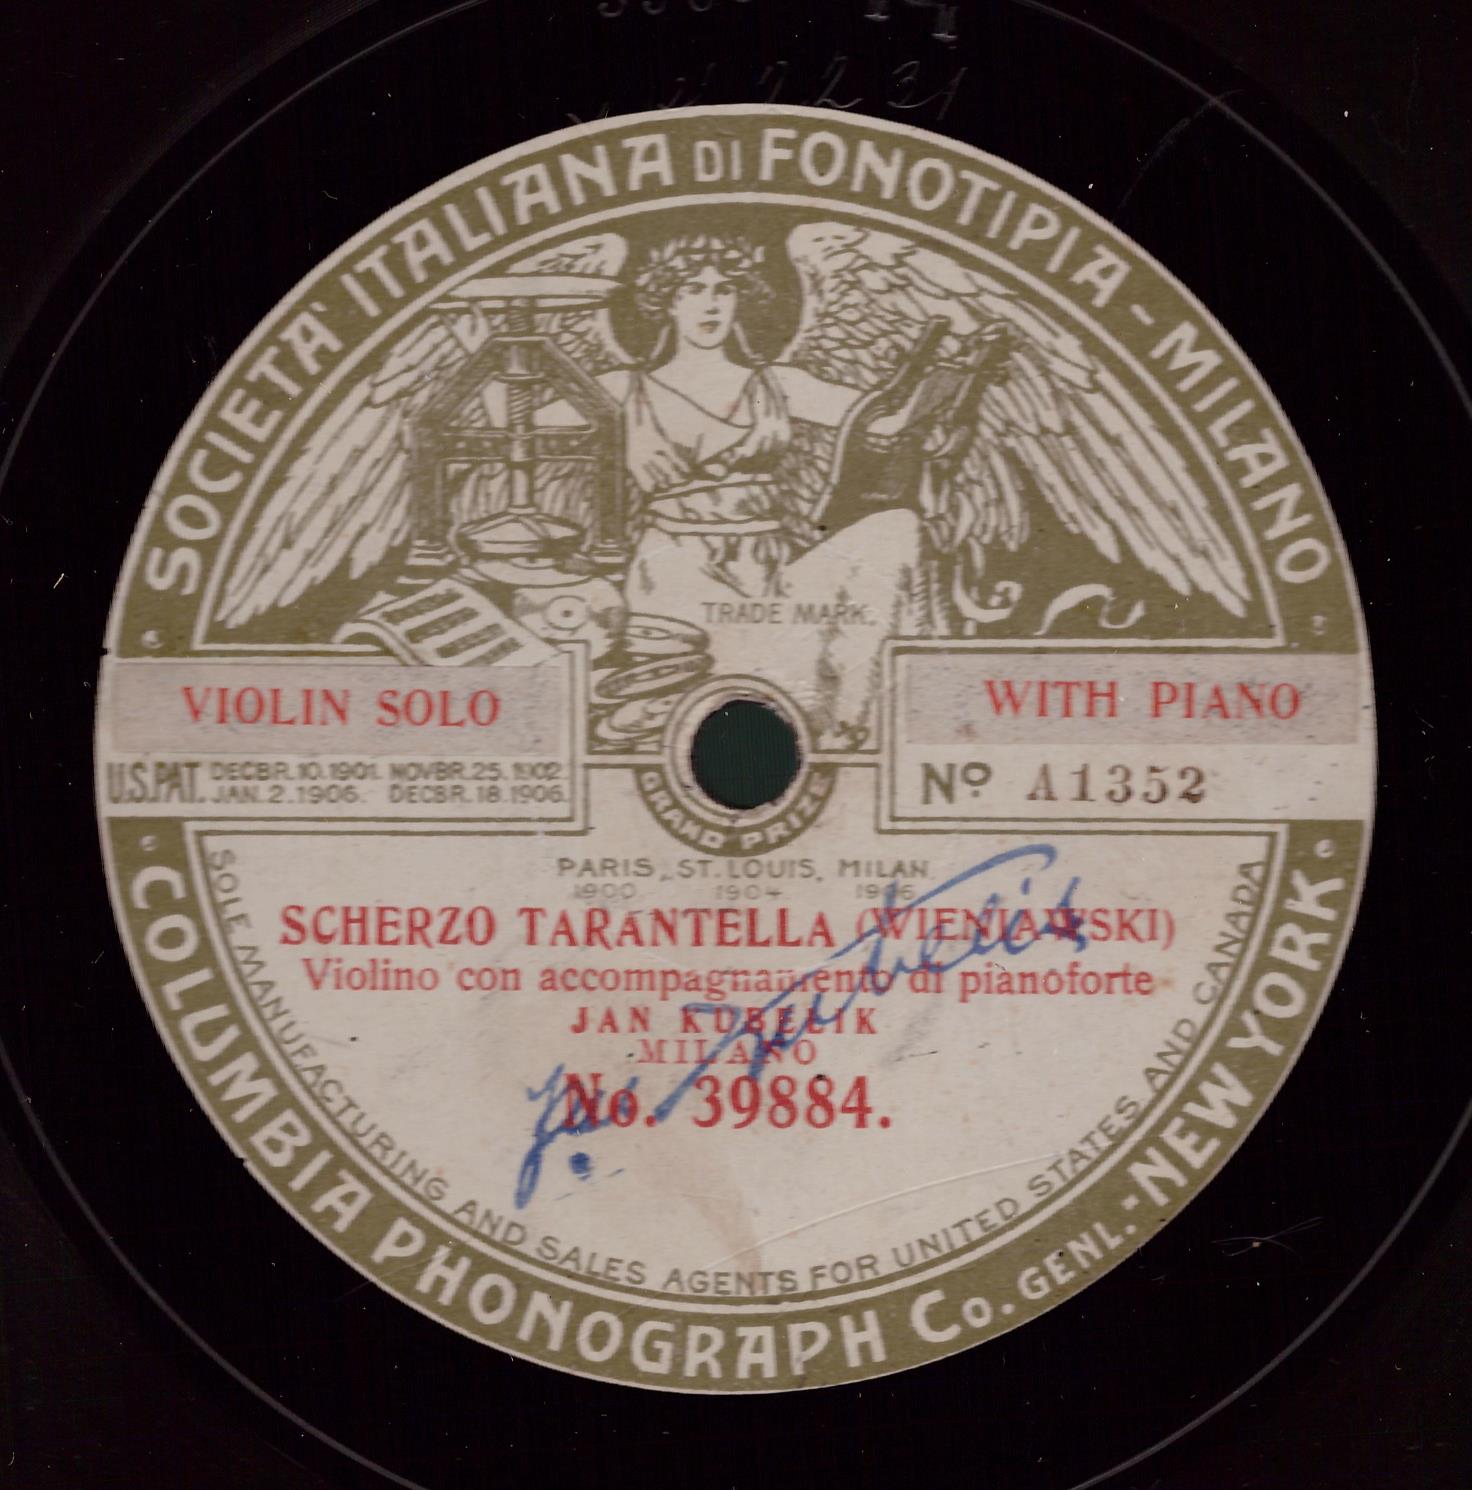 SOCIETA' ITALIANA DI FONOTIPIA - MILANO
TRADE MARK.
VIOLIN SOLO
WITH PIANO
U.S.PAT. DECBR.10.1901. NOVBR.25.1902.
JAN.2.1906. DECBR.18.1906.
No. A1352
GRAND PRIZE
PARIS, ST. LOUIS, MILAN.
1900 1904 1906
SCHERZO TARANTELLA (WIENIAWSKI)
Violino con accompagnamento di pianoforte
JAN KUBELIK
MILANO
No. 39884.
Jan Kubelik
SOLE MANUFACTURING AND SALES AGENTS FOR UNITED STATES AND CANADA
COLUMBIA PHONOGRAPH Co. GENL. - NEW YORK